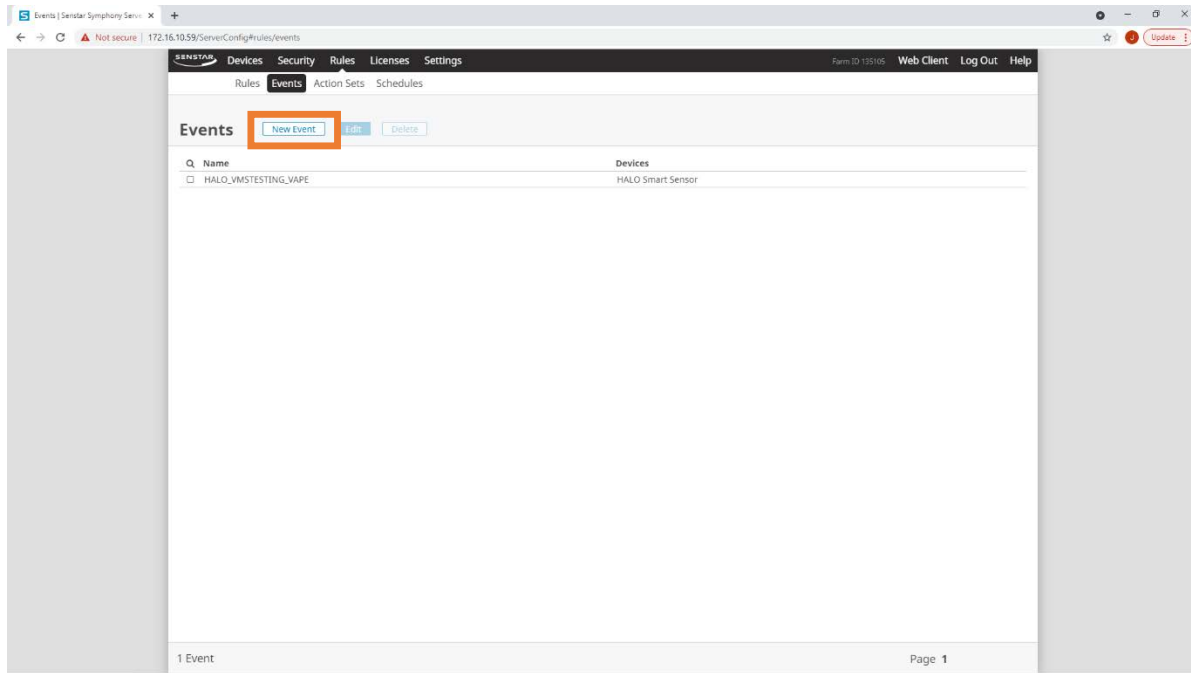 Events | Senstar Symphony Serve
Not secure | 172.16.10.59/ServerConfig#rules/events
Update
SENSTAR Devices Security Rules Licenses Settings Farm ID 135105 Web Client Log Out Help
Rules Events Action Sets Schedules
Events New Event Edit Delete
Name Devices
HALO_VMSTESTING_VAPE HALO Smart Sensor
1 Event Page 1